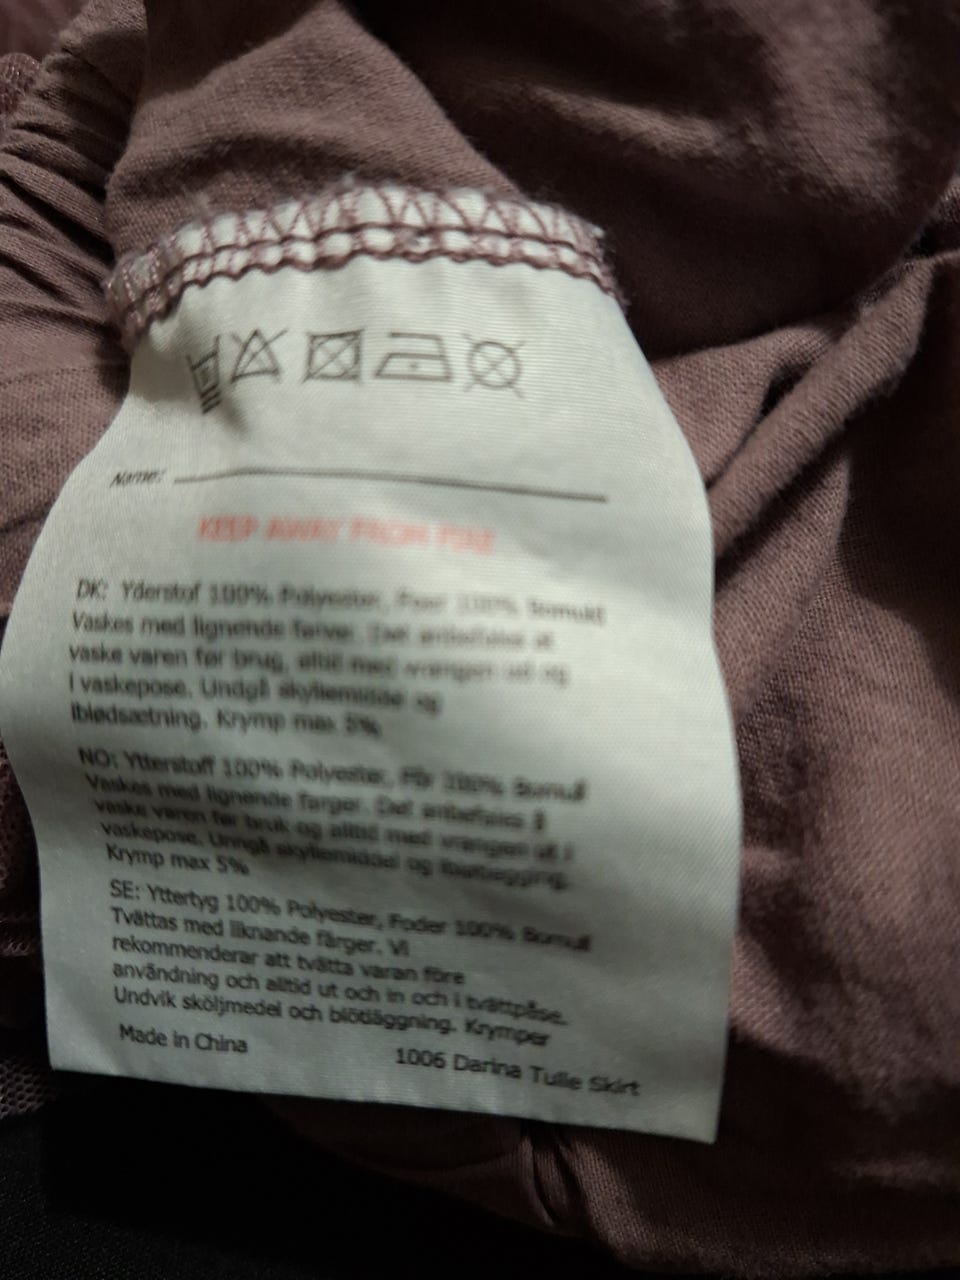 Name:
KEEP AWAY FROM FIRE
DK: Yderstof 100% Polyester, Foer 100% Bomuld
Vaskes med lignende farver. Det anbefales at
vaske varen før brug, altid med vrangen ud og
i vaskepose. Undgå skyllemiddel og
iblødsætning. Krymp max 5%
NO: Ytterstoff 100% Polyester, Fôr 100% Bomull
Vaskes med lignende farger. Det anbefales å
vaske varen før bruk og alltid med vrangen ut i
vaskepose. Unngå skyllemiddel og
Krymp max 5%
SE: Yttertyg 100% Polyester, Foder 100% Bomull
Tvättas med liknande färger. Vi
rekommenderar att tvätta varan före
användning och alltid ut och in och i tvättpåse.
Undvik sköljmedel och blötläggning. Krymper
Made in China
1006 Darina Tulle Skirt